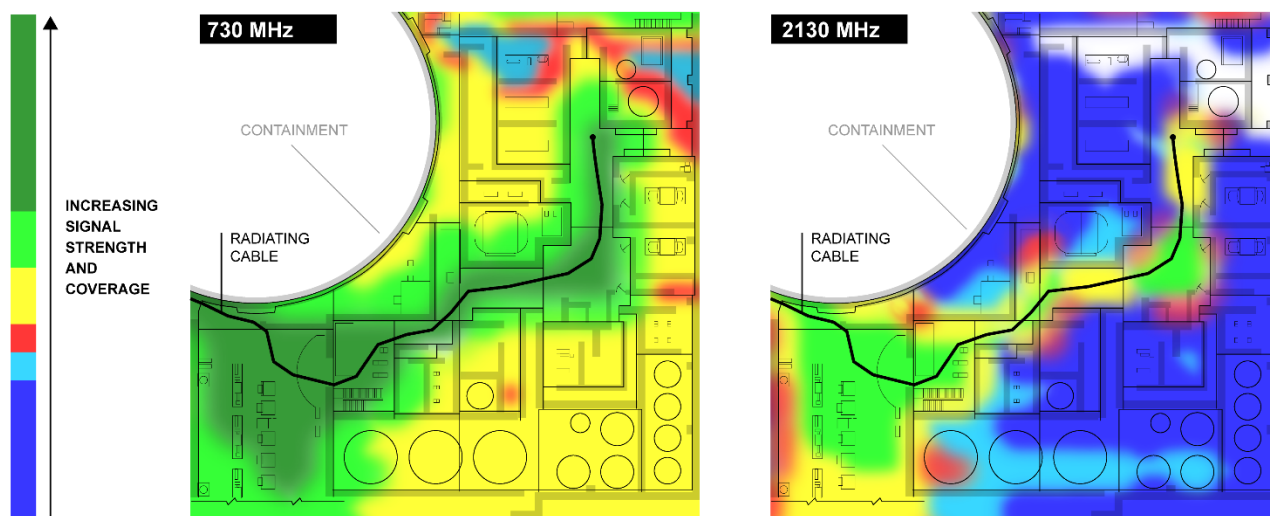 730 MHz
2130 MHz
CONTAINMENT
CONTAINMENT
INCREASING
SIGNAL
STRENGTH
AND
COVERAGE
RADIATING
CABLE
RADIATING
CABLE